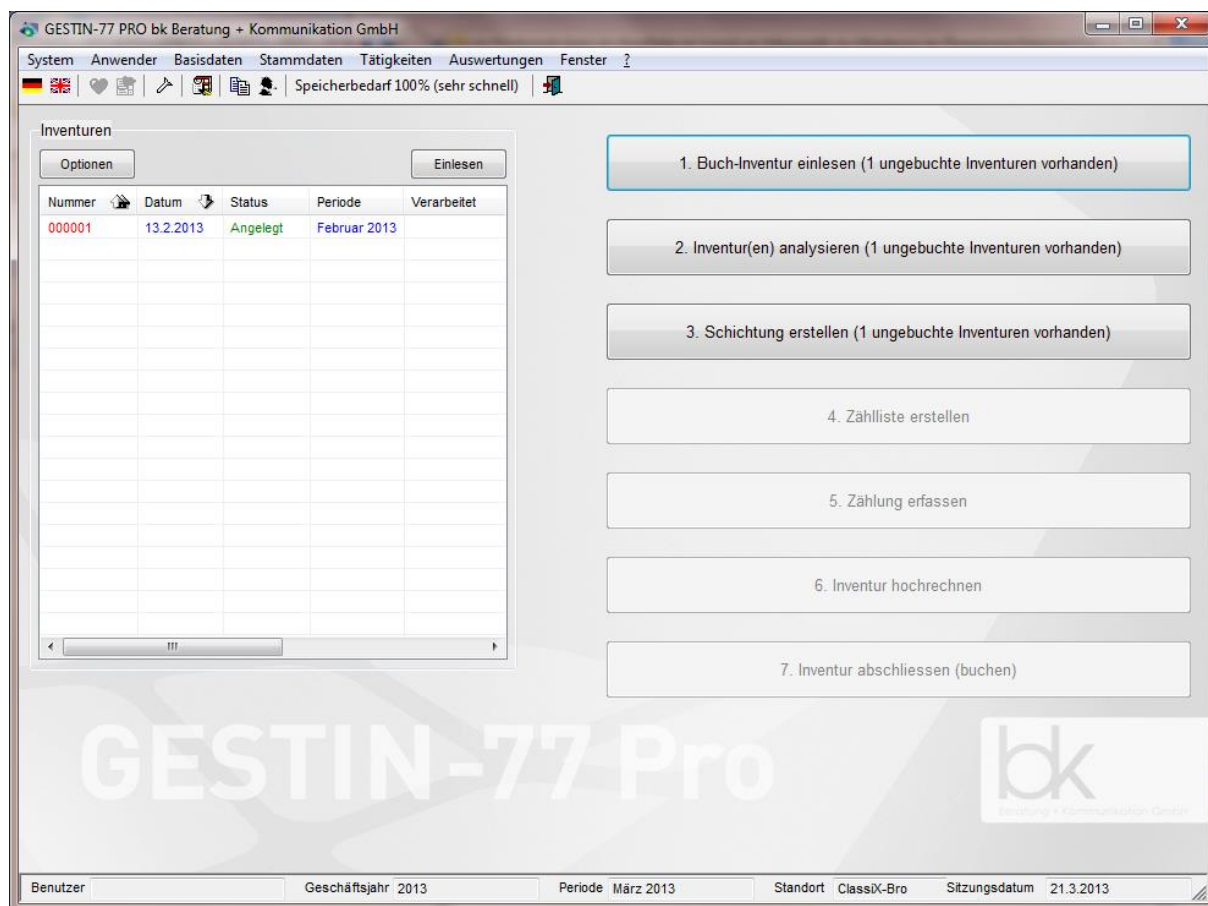 GESTIN-77 PRO bk Beratung + Kommunikation GmbH
System Anwender Basisdaten Stammdaten Tätigkeiten Auswertungen Fenster ?
Speicherbedarf 100% (sehr schnell)
Inventuren
Optionen Einlesen
Nummer Datum Status Periode Verarbeitet
000001 13.2.2013 Angelegt Februar 2013
1. Buch-Inventur einlesen (1 ungebuchte Inventuren vorhanden)
2. Inventur(en) analysieren (1 ungebuchte Inventuren vorhanden)
3. Schichtung erstellen (1 ungebuchte Inventuren vorhanden)
4. Zählliste erstellen
5. Zählung erfassen
6. Inventur hochrechnen
7. Inventur abschliessen (buchen)
GESTIN-77 Pro
bk
Beratung + Kommunikation GmbH
Benutzer Geschäftsjahr 2013 Periode März 2013 Standort ClassiX-Bro Sitzungsdatum 21.3.2013